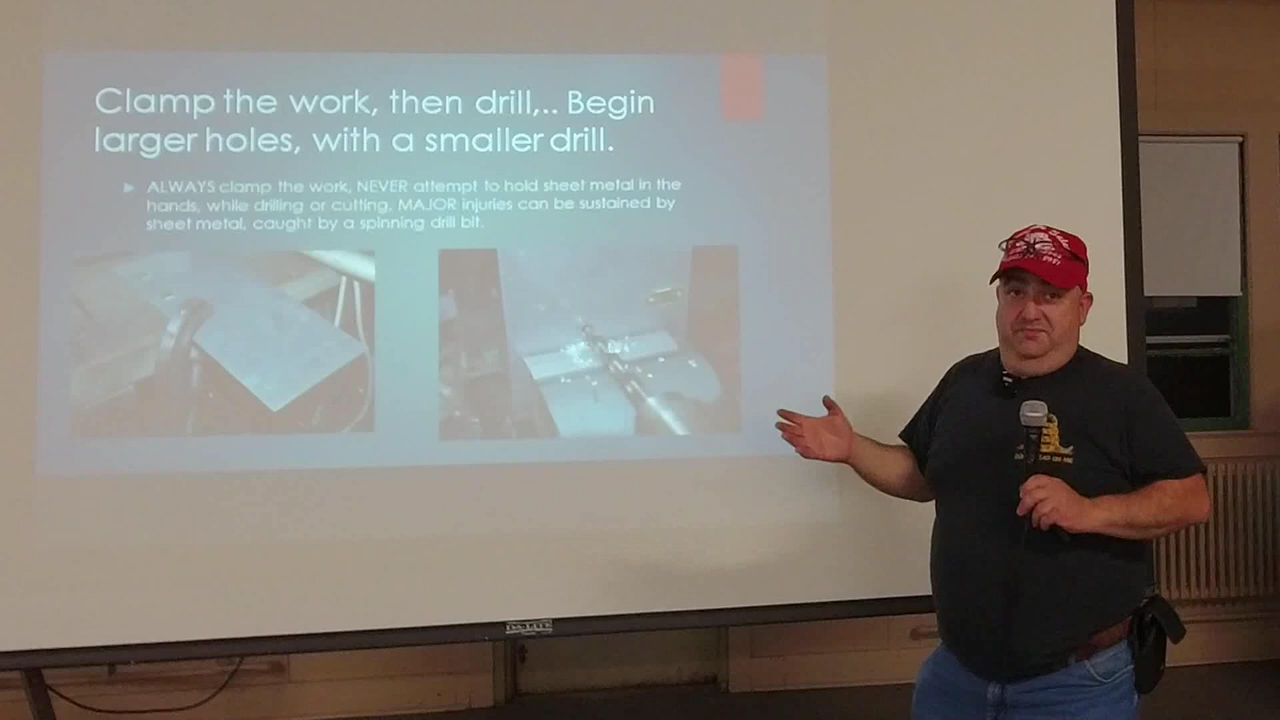 Clamp the work, then drill,.. Begin
larger holes, with a smaller drill.
ALWAYS clamp the work, NEVER attempt to hold sheet metal in the
hands, while drilling or cutting. MAJOR injuries can be sustained by
sheet metal, caught by a spinning drill bit.
DA-LITE